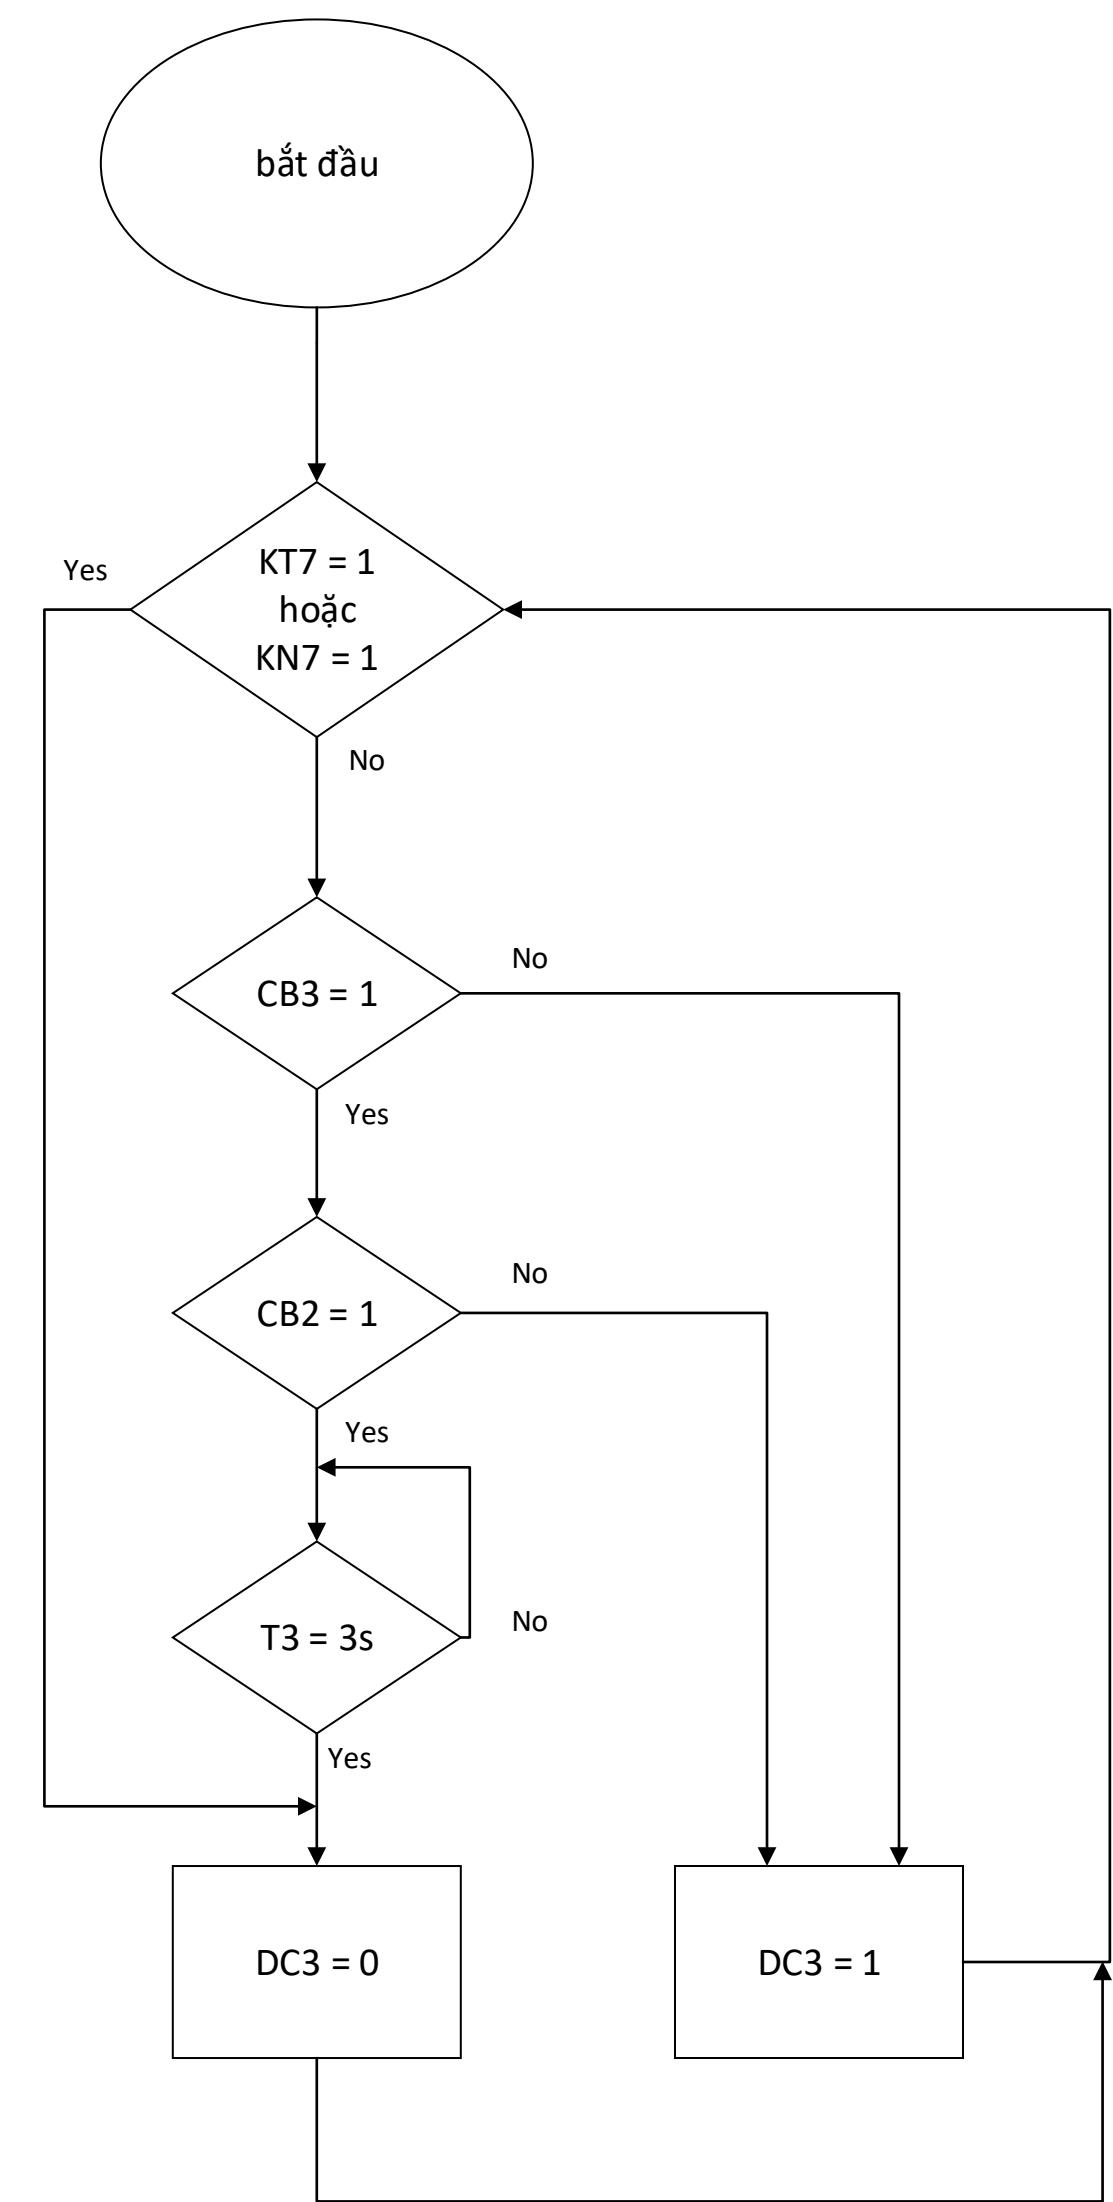 bắt đầu
Yes
KT7 = 1
hoặc
KN7 = 1
No
No
CB3 = 1
Yes
No
CB2 = 1
Yes
No
T3 = 3s
Yes
DC3 = 0
DC3 = 1